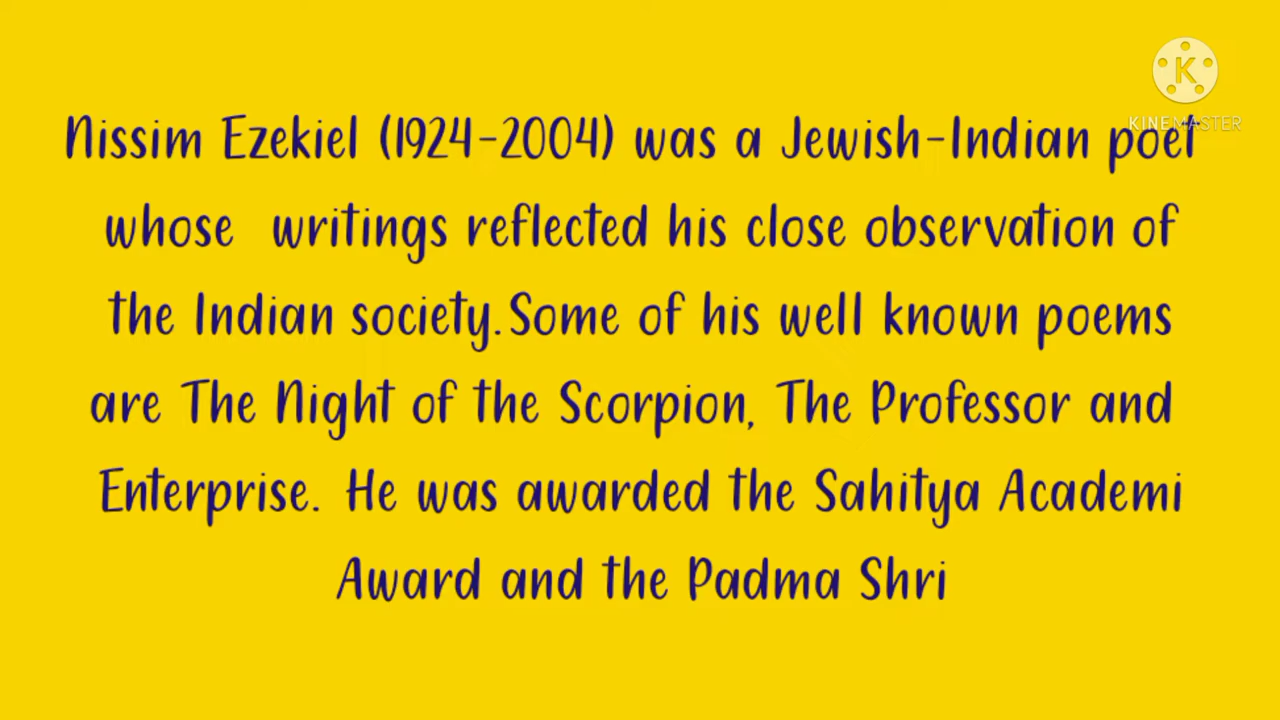 K
KINEMASTER
Nissim Ezekiel (1924-2004) was a Jewish-Indian poet
whose writings reflected his close observation of
the Indian society. Some of his well known poems
are The Night of the Scorpion, The Professor and
Enterprise. He was awarded the Sahitya Academi
Award and the Padma Shri